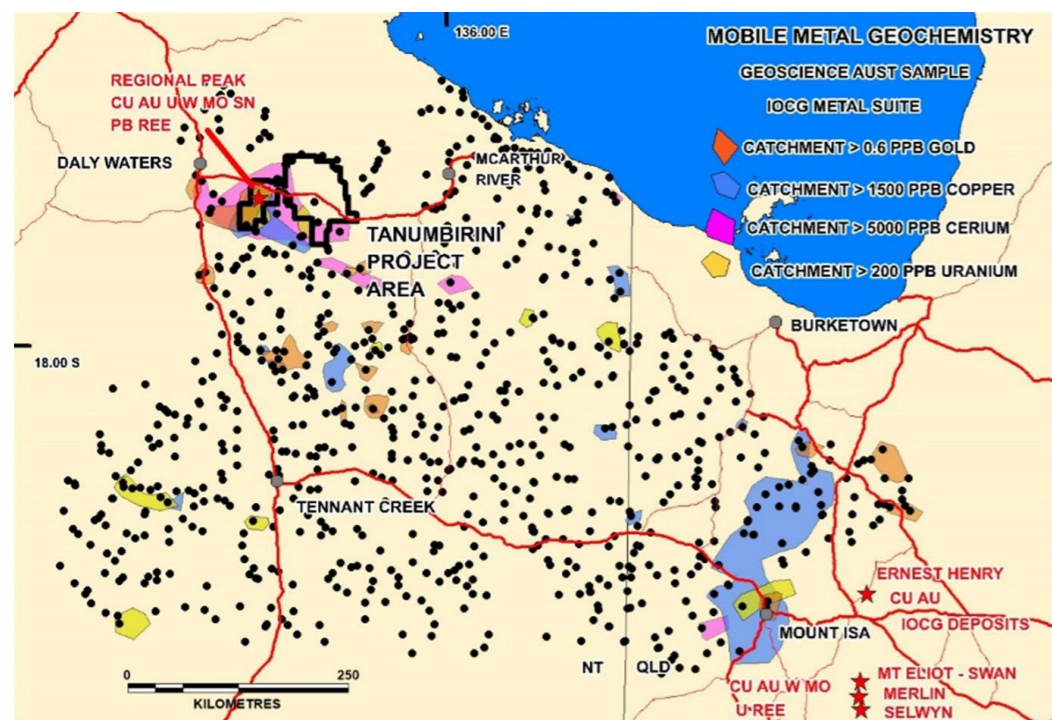 136.00 E
MOBILE METAL GEOCHEMISTRY
GEOSCIENCE AUST SAMPLE
IOCG METAL SUITE
CATCHMENT > 0.6 PPB GOLD
CATCHMENT > 1500 PPB COPPER
CATCHMENT > 5000 PPB CERIUM
CATCHMENT > 200 PPB URANIUM
REGIONAL PEAK
CU AU U W MO SN
PB REE
DALY WATERS
MCARTHUR
RIVER
TANUMBIRINI
PROJECT
AREA
BURKETOWN
18.00 S
TENNANT CREEK
ERNEST HENRY
CU AU
IOCG DEPOSITS
MOUNT ISA
NT
QLD
CU AU W MO
U REE
MT ELIOT - SWAN
MERLIN
SELWYN
0
250
KILOMETRES